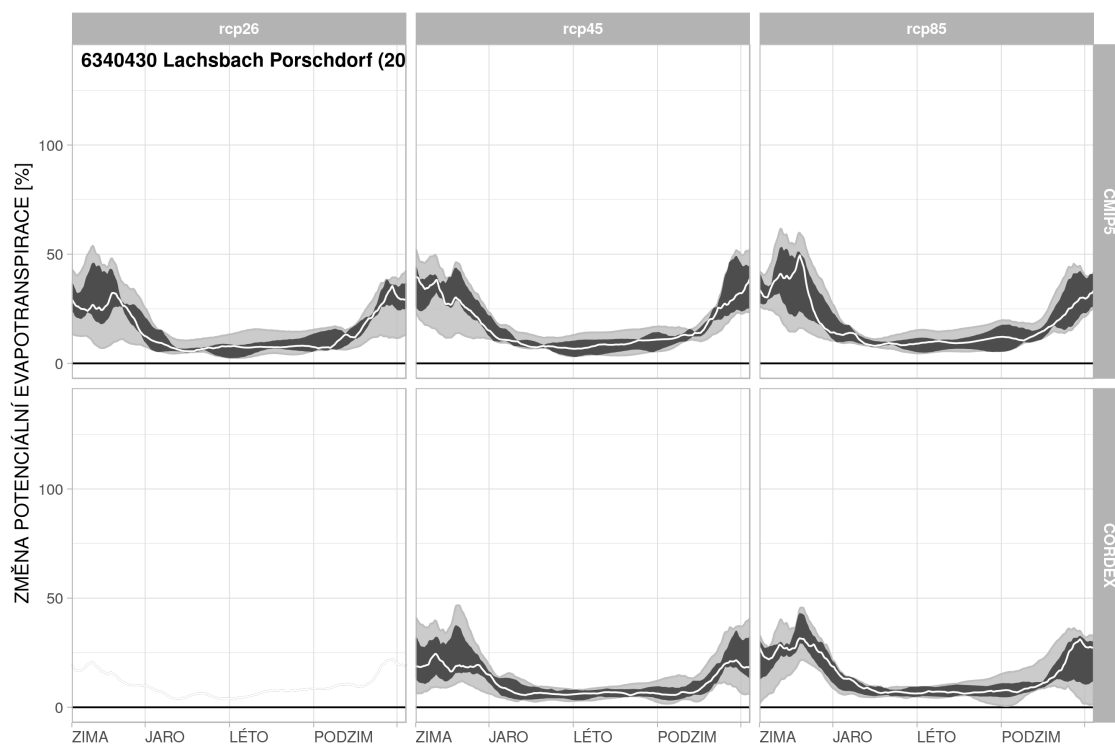 rcp26 rcp45 rcp85
6340430 Lachsbach Porschdorf (20
CMIP5
100
50
0
ZMĚNA POTENCIÁLNÍ EVAPOTRANSPIRACE [%]
CORDEX
100
50
0
ZIMA JARO LÉTO PODZIM ZIMA JARO LÉTO PODZIM ZIMA JARO LÉTO PODZIM